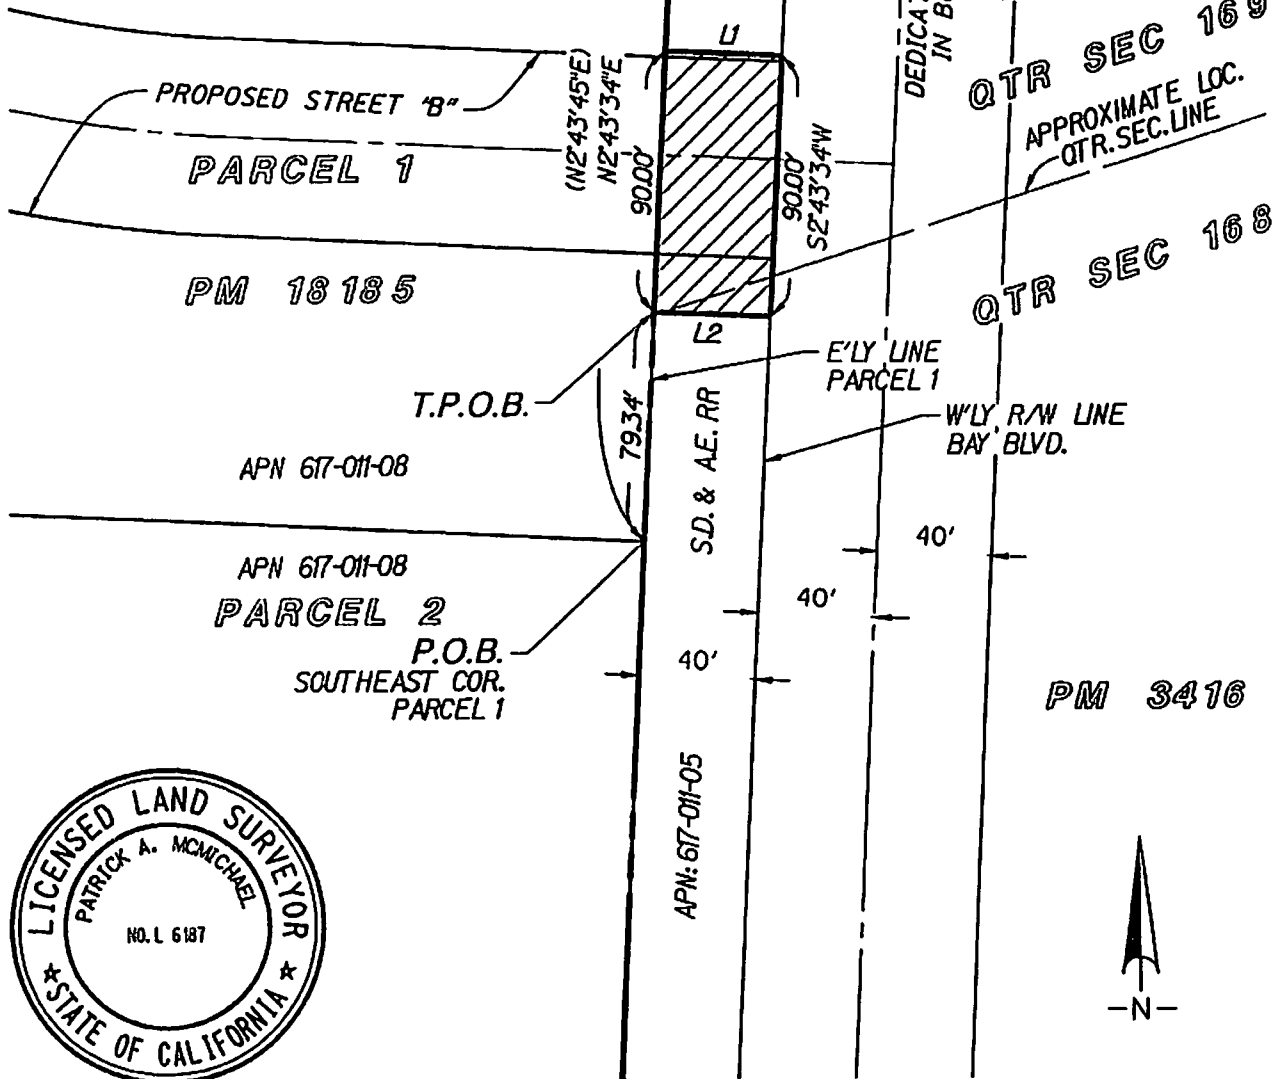 L1
DEDICAT
IN B
QTR SEC 169
APPROXIMATE LOC.
QTR. SEC. LINE
PROPOSED STREET "B"
(N2°43'45"E)
N2°43'34"E
90.00'
90.00'
S2°43'34"W
PARCEL 1
QTR SEC 168
PM 18185
L2
E'LY LINE
PARCEL 1
T.P.O.B.
79.34'
S.D. & A.E. RR
W'LY R/W LINE
BAY BLVD.
APN 617-011-08
40'
APN 617-011-08
PARCEL 2
40'
P.O.B.
SOUTHEAST COR.
PARCEL 1
40'
PM 3416
APN: 617-011-05
LICENSED LAND SURVEYOR
PATRICK A. MCMICHAEL
NO. L 6187
STATE OF CALIFORNIA
-N-